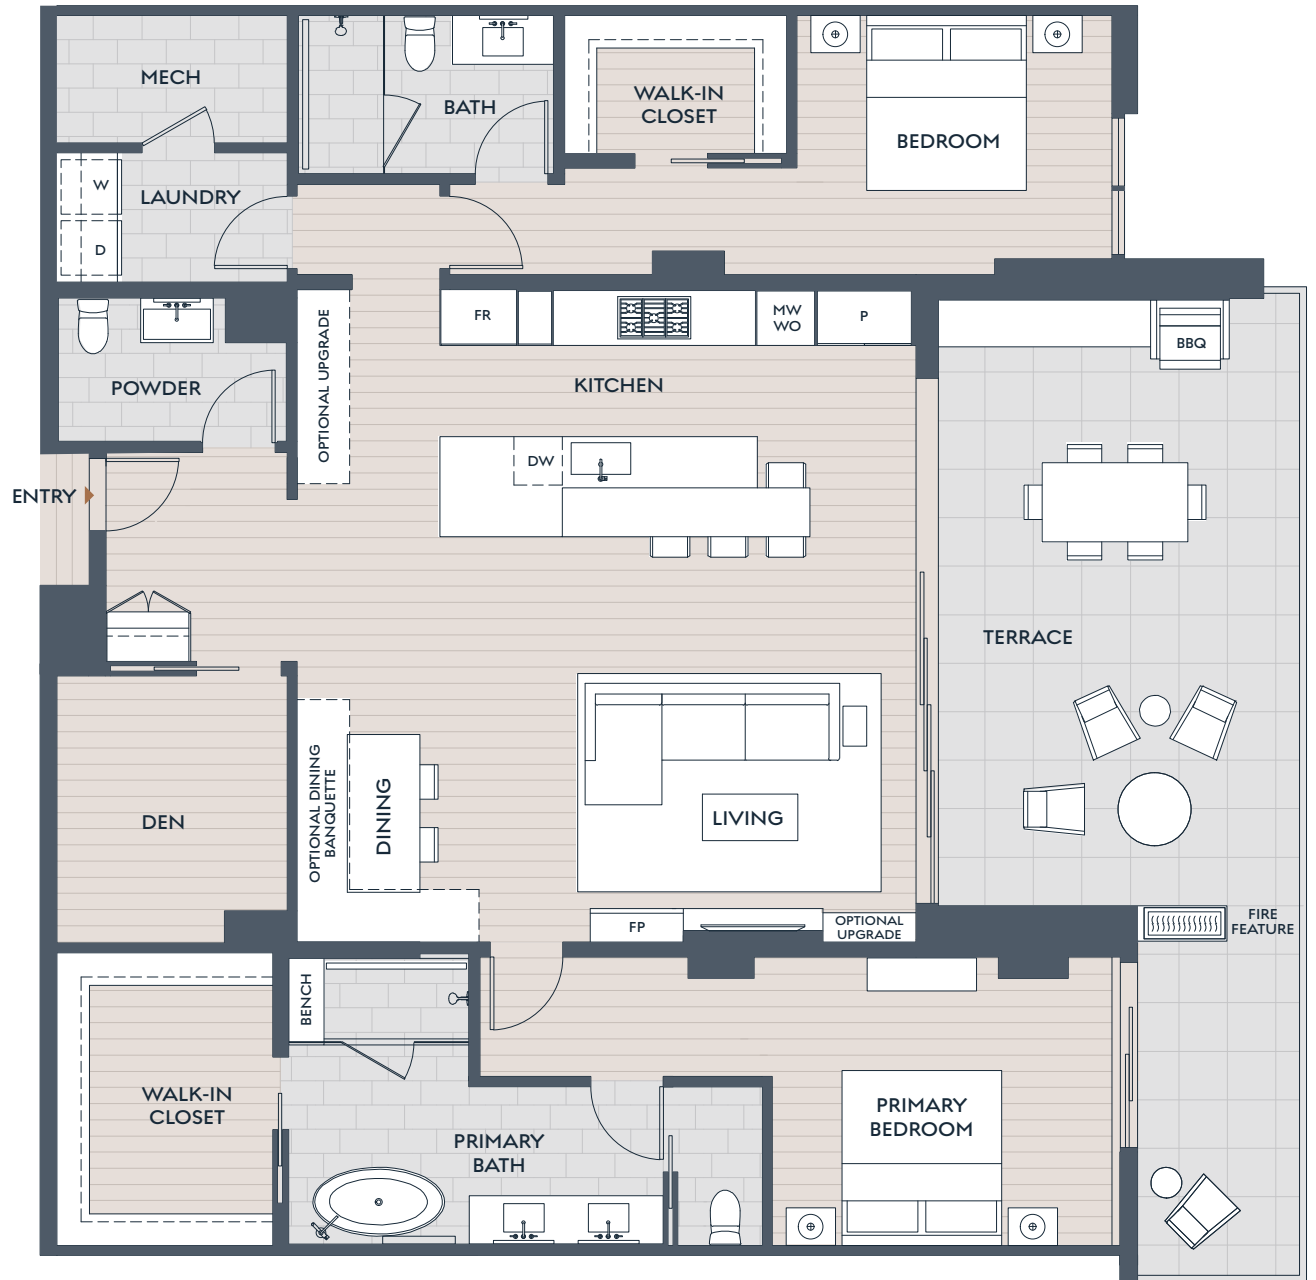 MECH
BATH
WALK-IN
CLOSET
BEDROOM
W
LAUNDRY
D
FR
MW
WO
P
BBQ
OPTIONAL UPGRADE
POWDER
KITCHEN
DW
ENTRY
TERRACE
DEN
OPTIONAL DINING
BANQUETTE
DINING
LIVING
FP
OPTIONAL
UPGRADE
FIRE
FEATURE
BENCH
WALK-IN
CLOSET
PRIMARY
BATH
PRIMARY
BEDROOM